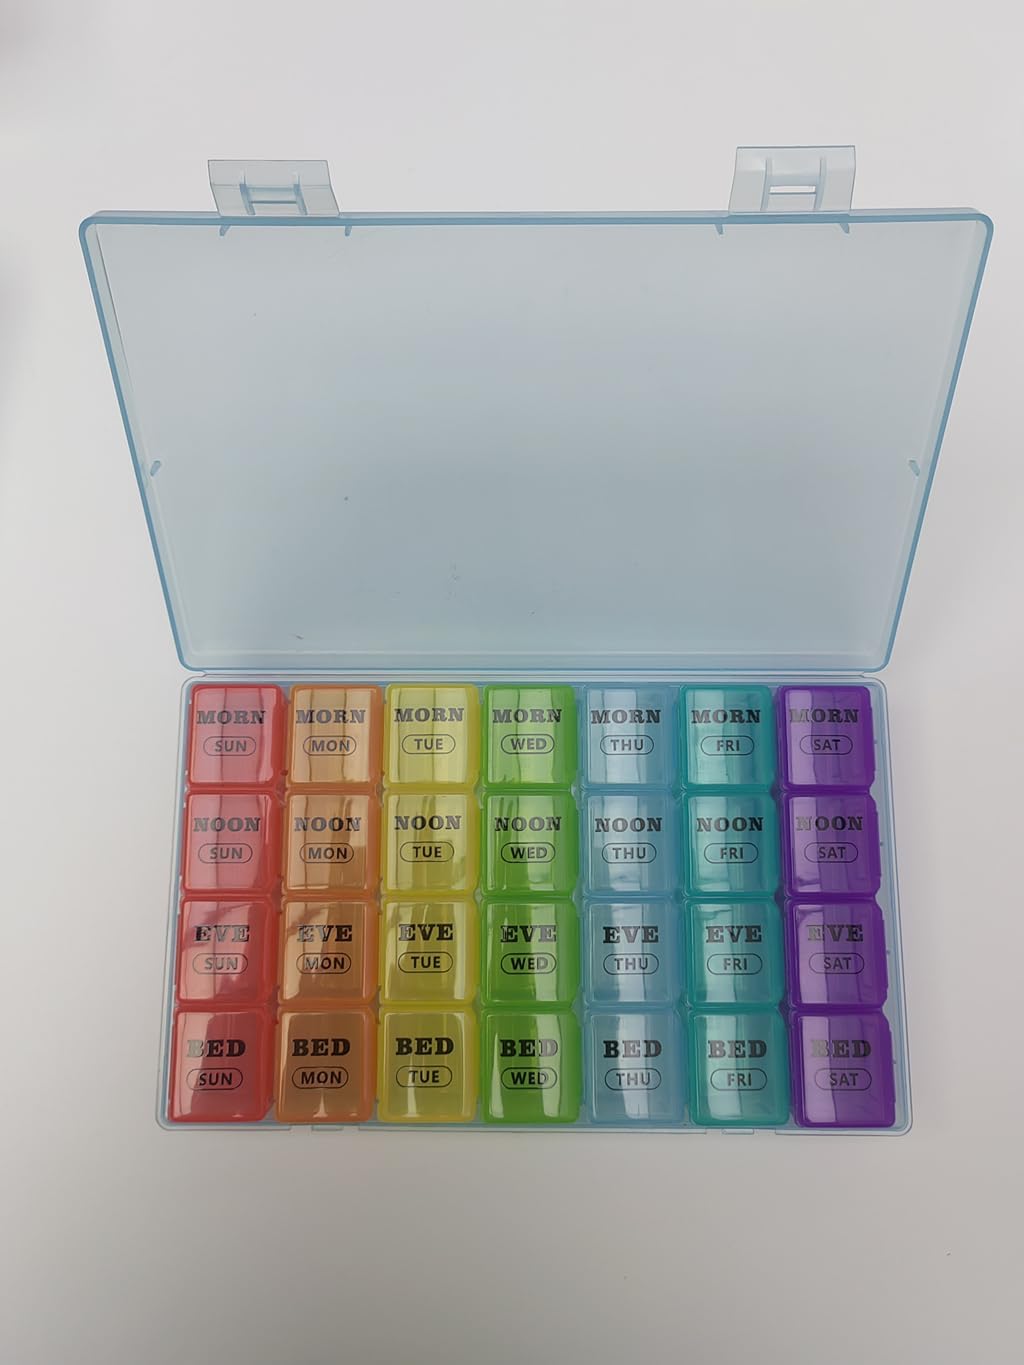 MORN MORN MORN MORN MORN MORN MORN
SUN MON TUE WED THU FRI SAT
NOON NOON NOON NOON NOON NOON NOON
SUN MON TUE WED THU FRI SAT
EVE EVE EVE EVE EVE EVE EVE
SUN MON TUE WED THU FRI SAT
BED BED BED BED BED BED BED
SUN MON TUE WED THU FRI SAT